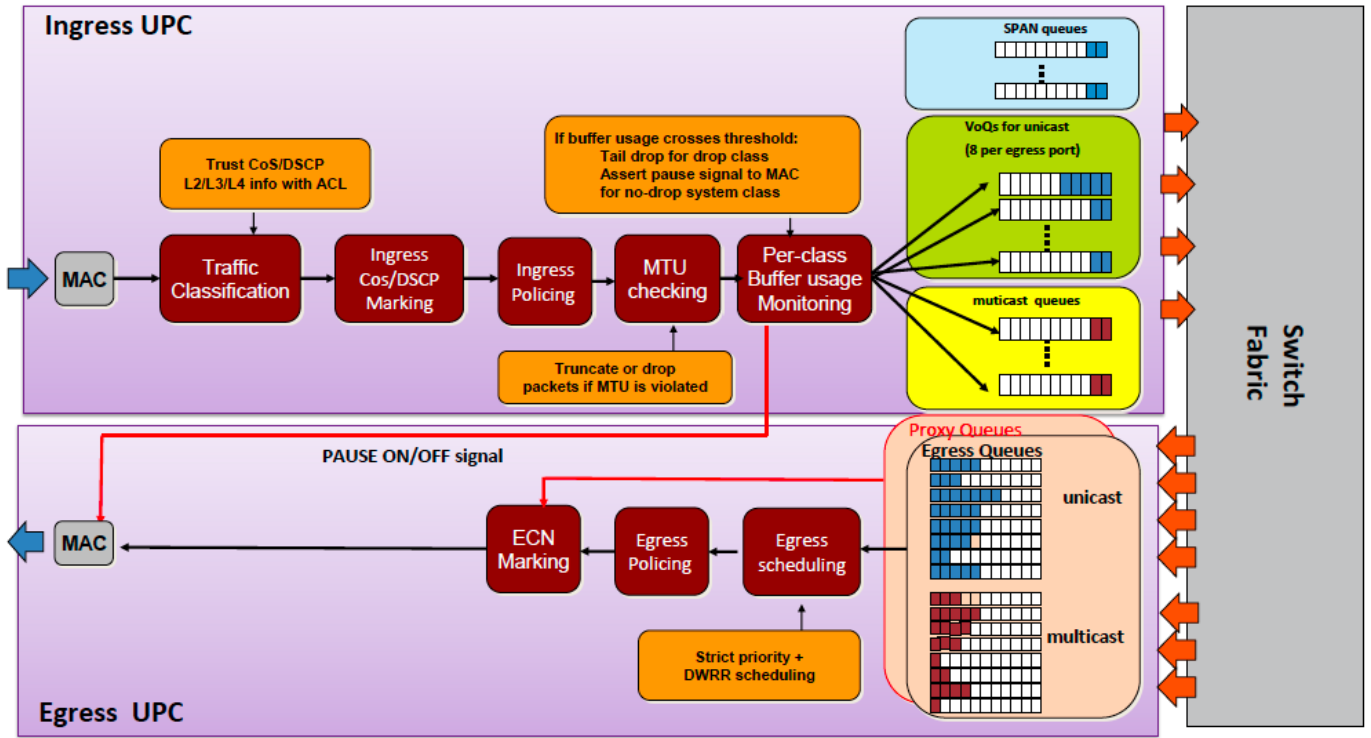 Ingress UPC
SPAN queues
VoQs for unicast
(8 per egress port)
If buffer usage crosses threshold:
Tail drop for drop class
Assert pause signal to MAC
for no-drop system class
Trust CoS/DSCP
L2/L3/L4 info with ACL
MAC
Traffic
Classification
Ingress
Cos/DSCP
Marking
Ingress
Policing
MTU
checking
Per-class
Buffer usage
Monitoring
muticast queues
Truncate or drop
packets if MTU is violated
Switch
Fabric
PAUSE ON/OFF signal
Proxy Queues
Egress Queues
unicast
multicast
MAC
ECN
Marking
Egress
Policing
Egress
scheduling
Strict priority +
DWRR scheduling
Egress UPC